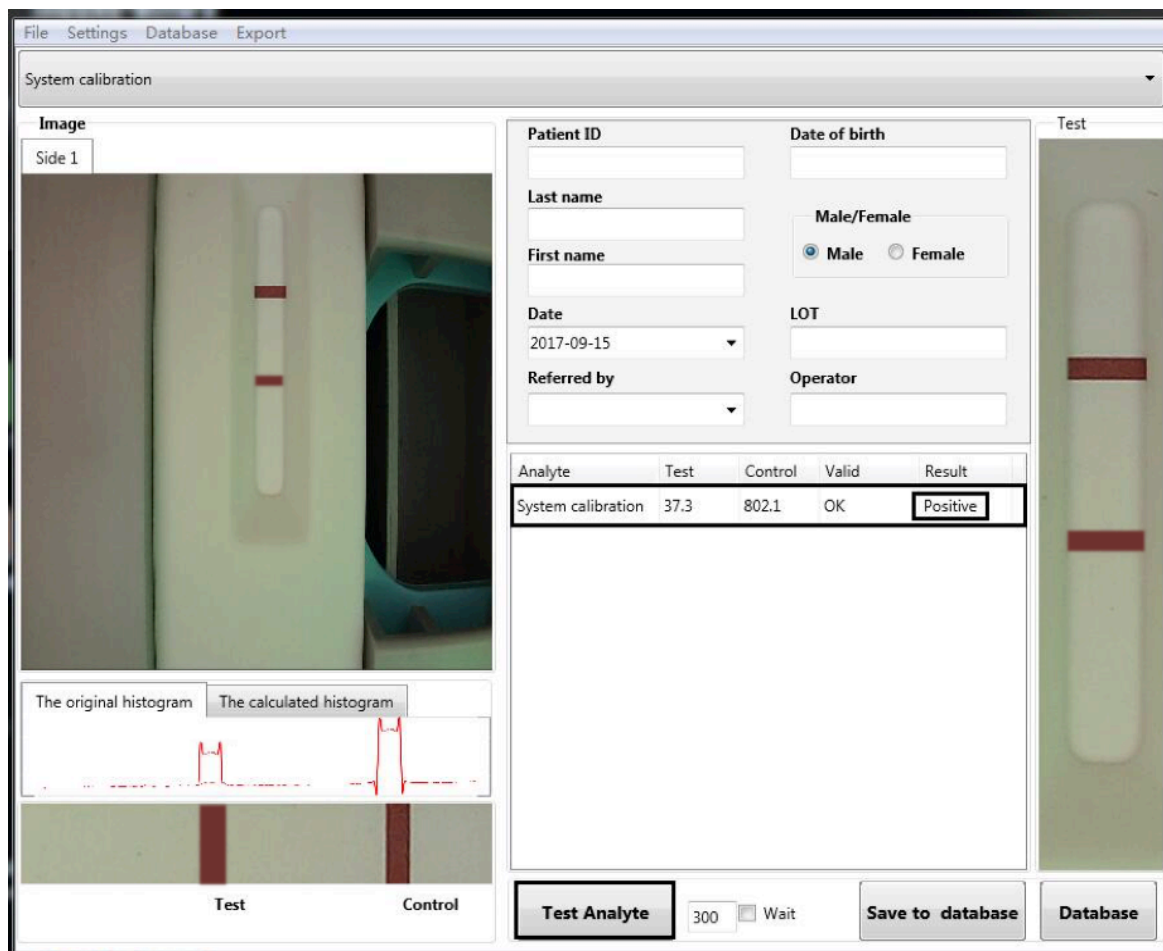 File Settings Database Export
System calibration
Image
Side 1
Patient ID
Date of birth
Last name
Male/Female
Male Female
First name
Date
LOT
2017-09-15
Referred by
Operator
Analyte Test Control Valid Result
System calibration 37.3 802.1 OK Positive
Test
The original histogram The calculated histogram
Test Control
Test Analyte 300 Wait Save to database Database